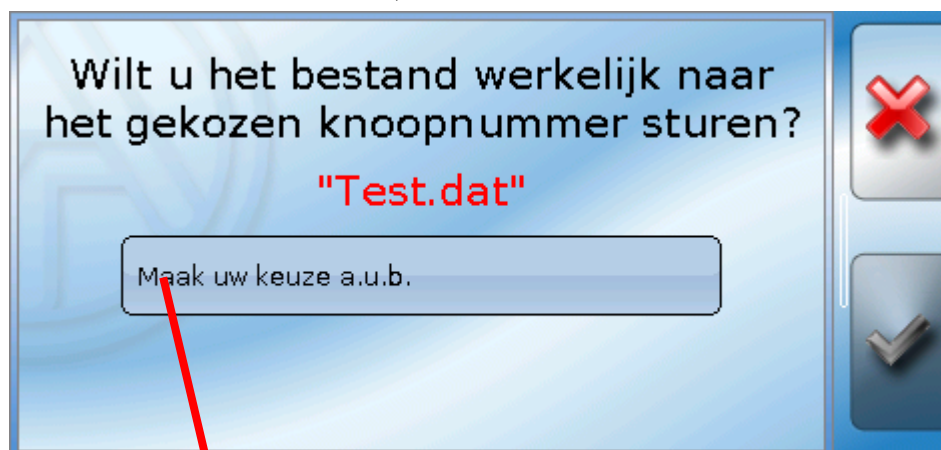 Wilt u het bestand werkelijk naar
het gekozen knoopnummer sturen?
"Test.dat"
Maak uw keuze a.u.b.